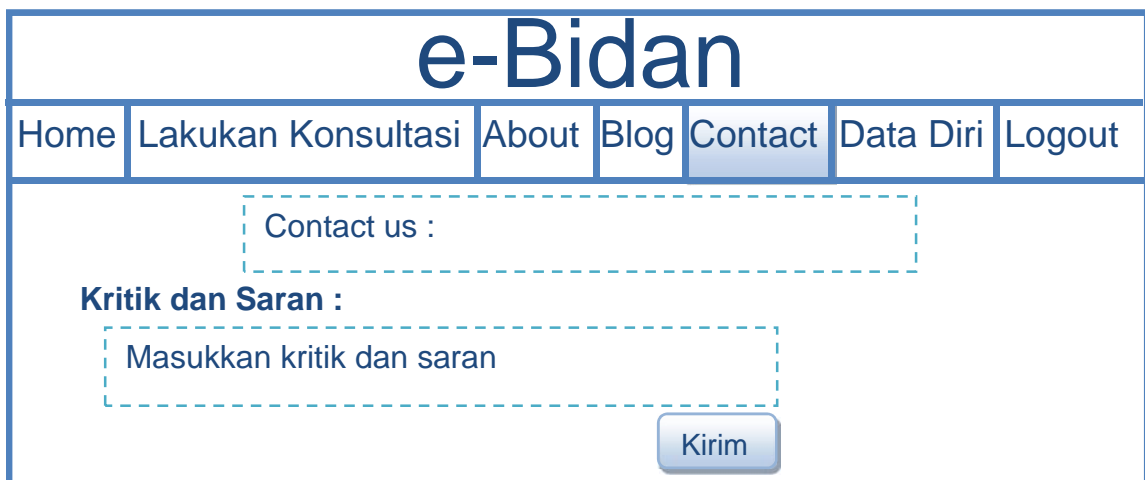 e-Bidan
Home Lakukan Konsultasi About Blog Contact Data Diri Logout
Contact us :
Kritik dan Saran :
Masukkan kritik dan saran
Kirim